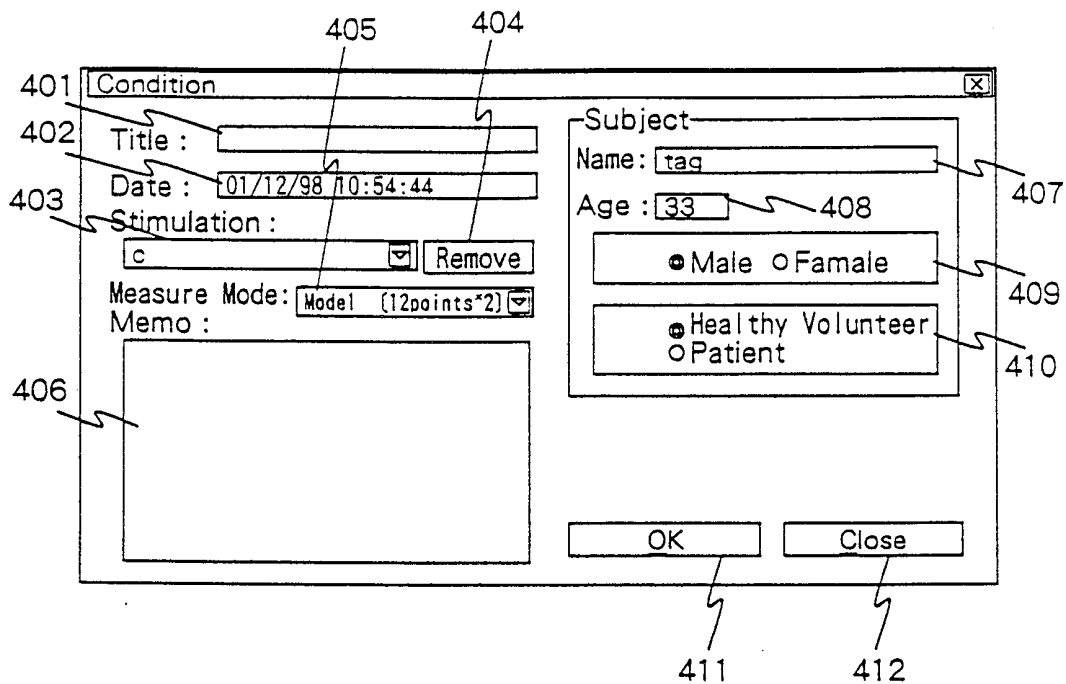 405
404
401
Condition
402
Title :
403
Date : 01/12/98 10:54:44
Stimulation :
c
Remove
Measure Mode: Mode1 (12points*2)
Memo :
406
Subject
Name: tag
407
Age : 33
408
Male Famale
409
Healthy Volunteer
Patient
410
OK
Close
411
412